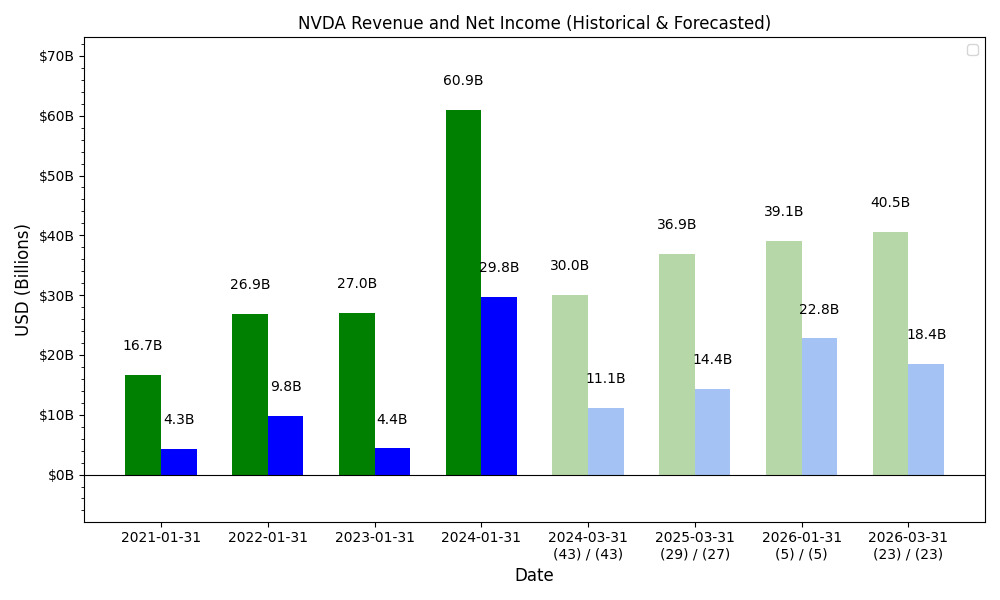 NVDA Revenue and Net Income (Historical & Forecasted)
USD (Billions)
$70B
$60B
$50B
$40B
$30B
$20B
$10B
$0B
16.7B
4.3B
26.9B
9.8B
27.0B
4.4B
60.9B
29.8B
30.0B
11.1B
36.9B
14.4B
39.1B
22.8B
40.5B
18.4B
2021-01-31
2022-01-31
2023-01-31
2024-01-31
2024-03-31
(43) / (43)
2025-03-31
(29) / (27)
2026-01-31
(5) / (5)
2026-03-31
(23) / (23)
Date